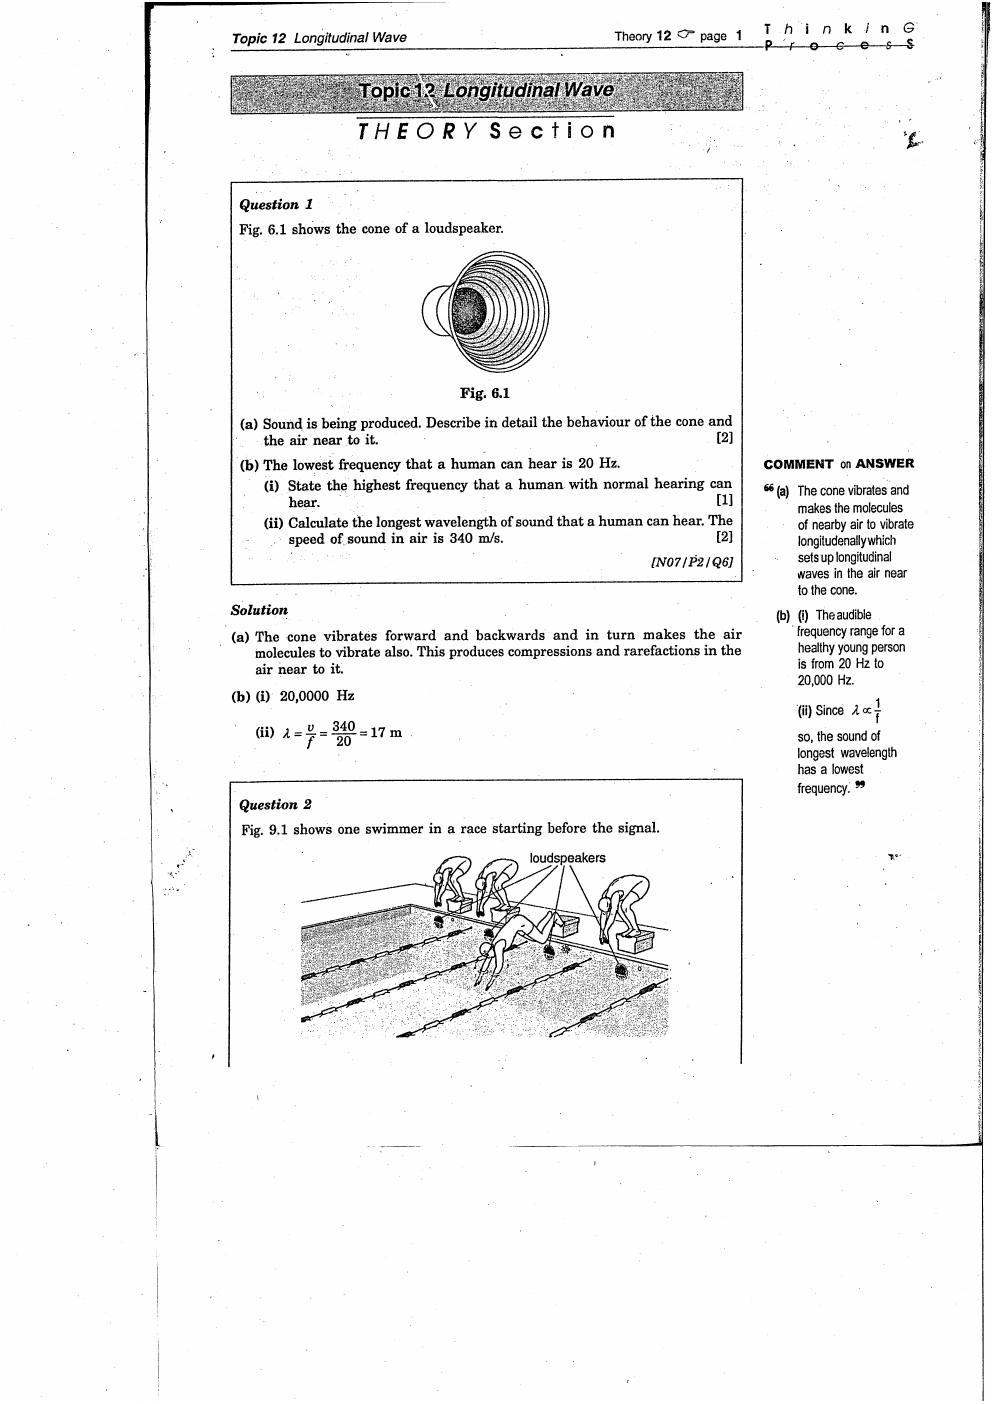 Topic 12 Longitudinal Wave
Theory 12 ☞ page 1
T h i n k i n G
P r o c e s S
Topic 12 Longitudinal Wave
THEORY Section
Question 1
Fig. 6.1 shows the cone of a loudspeaker.
Fig. 6.1
(a) Sound is being produced. Describe in detail the behaviour of the cone and
the air near to it. [2]
(b) The lowest frequency that a human can hear is 20 Hz.
(i) State the highest frequency that a human with normal hearing can
hear. [1]
(ii) Calculate the longest wavelength of sound that a human can hear. The
speed of sound in air is 340 m/s. [2]
[N07/P2/Q6]
Solution
(a) The cone vibrates forward and backwards and in turn makes the air
molecules to vibrate also. This produces compressions and rarefactions in the
air near to it.
(b) (i) 20,0000 Hz
(ii) λ = v/f = 340/20 = 17 m
COMMENT on ANSWER
❝ (a) The cone vibrates and
makes the molecules
of nearby air to vibrate
longitudenally which
sets up longitudinal
waves in the air near
to the cone.
(b) (i) The audible
frequency range for a
healthy young person
is from 20 Hz to
20,000 Hz.
(ii) Since λ ∝ 1/f
so, the sound of
longest wavelength
has a lowest
frequency. ❞
Question 2
Fig. 9.1 shows one swimmer in a race starting before the signal.
loudspeakers